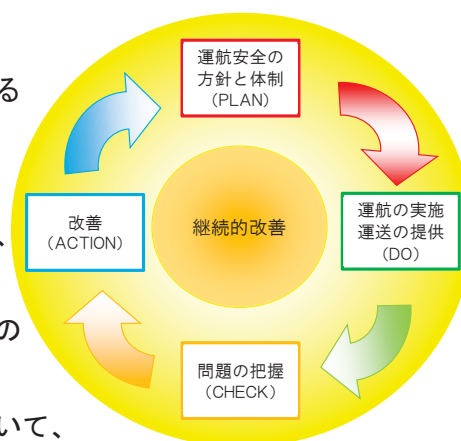 る
、
の
いて、
運航安全の
方針と体制
(PLAN)
運航の実施
運送の提供
(DO)
問題の把握
(CHECK)
改善
(ACTION)
継続的改善